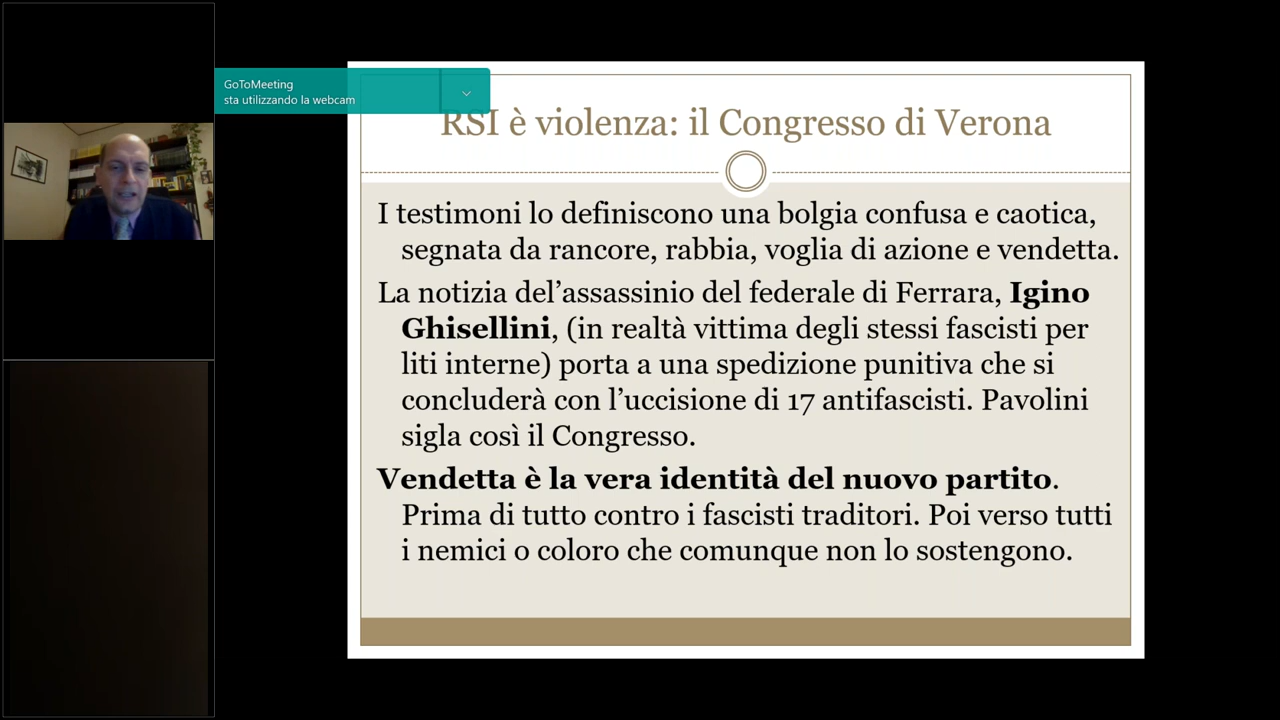 GoToMeeting
sta utilizzando la webcam
RSI è violenza: il Congresso di Verona
I testimoni lo definiscono una bolgia confusa e caotica,
segnata da rancore, rabbia, voglia di azione e vendetta.
La notizia del’assassinio del federale di Ferrara, Igino
Ghisellini, (in realtà vittima degli stessi fascisti per
liti interne) porta a una spedizione punitiva che si
concluderà con l’uccisione di 17 antifascisti. Pavolini
sigla così il Congresso.
Vendetta è la vera identità del nuovo partito.
Prima di tutto contro i fascisti traditori. Poi verso tutti
i nemici o coloro che comunque non lo sostengono.